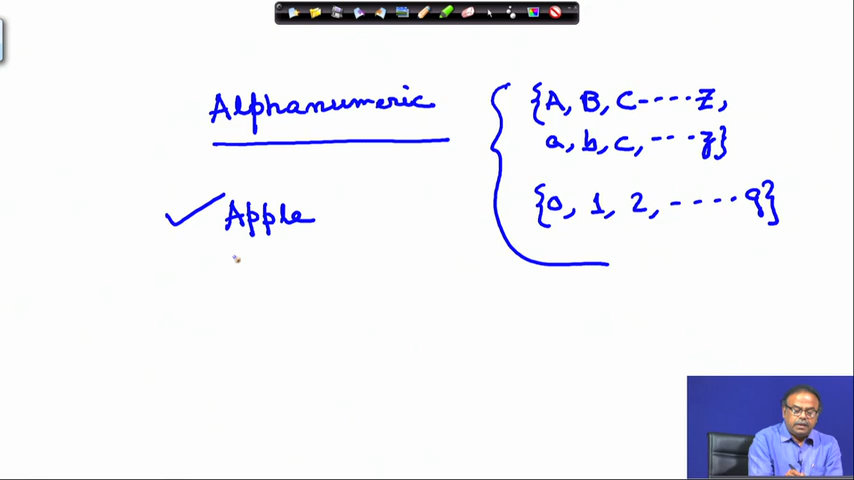 Alphanumeric
{A, B, C ---- Z,
a, b, c, --- z}
{0, 1, 2, ----- 9}
✓ Apple